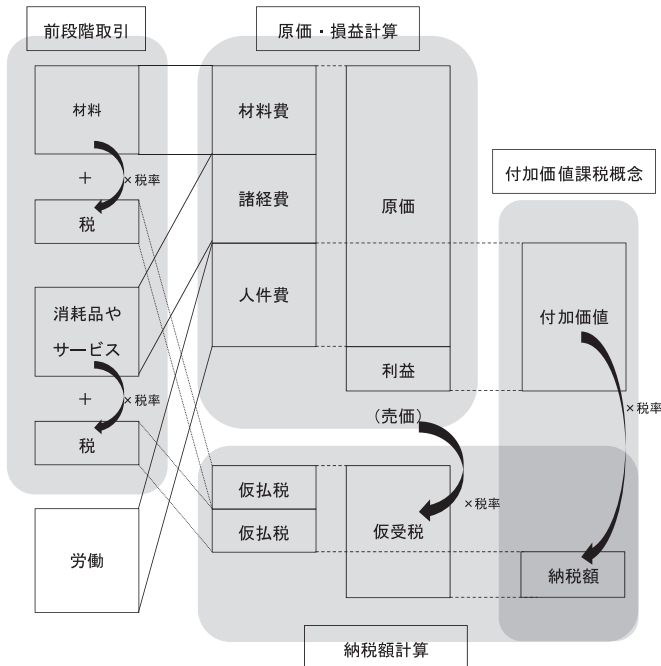 前段階取引
原価・損益計算
材料
×税率
+
税
消耗品や
サービス
×税率
+
税
労働
材料費
諸経費
人件費
原価
利益
(売価)
×税率
仮払税
仮払税
仮受税
付加価値課税概念
付加価値
×税率
納税額
納税額計算